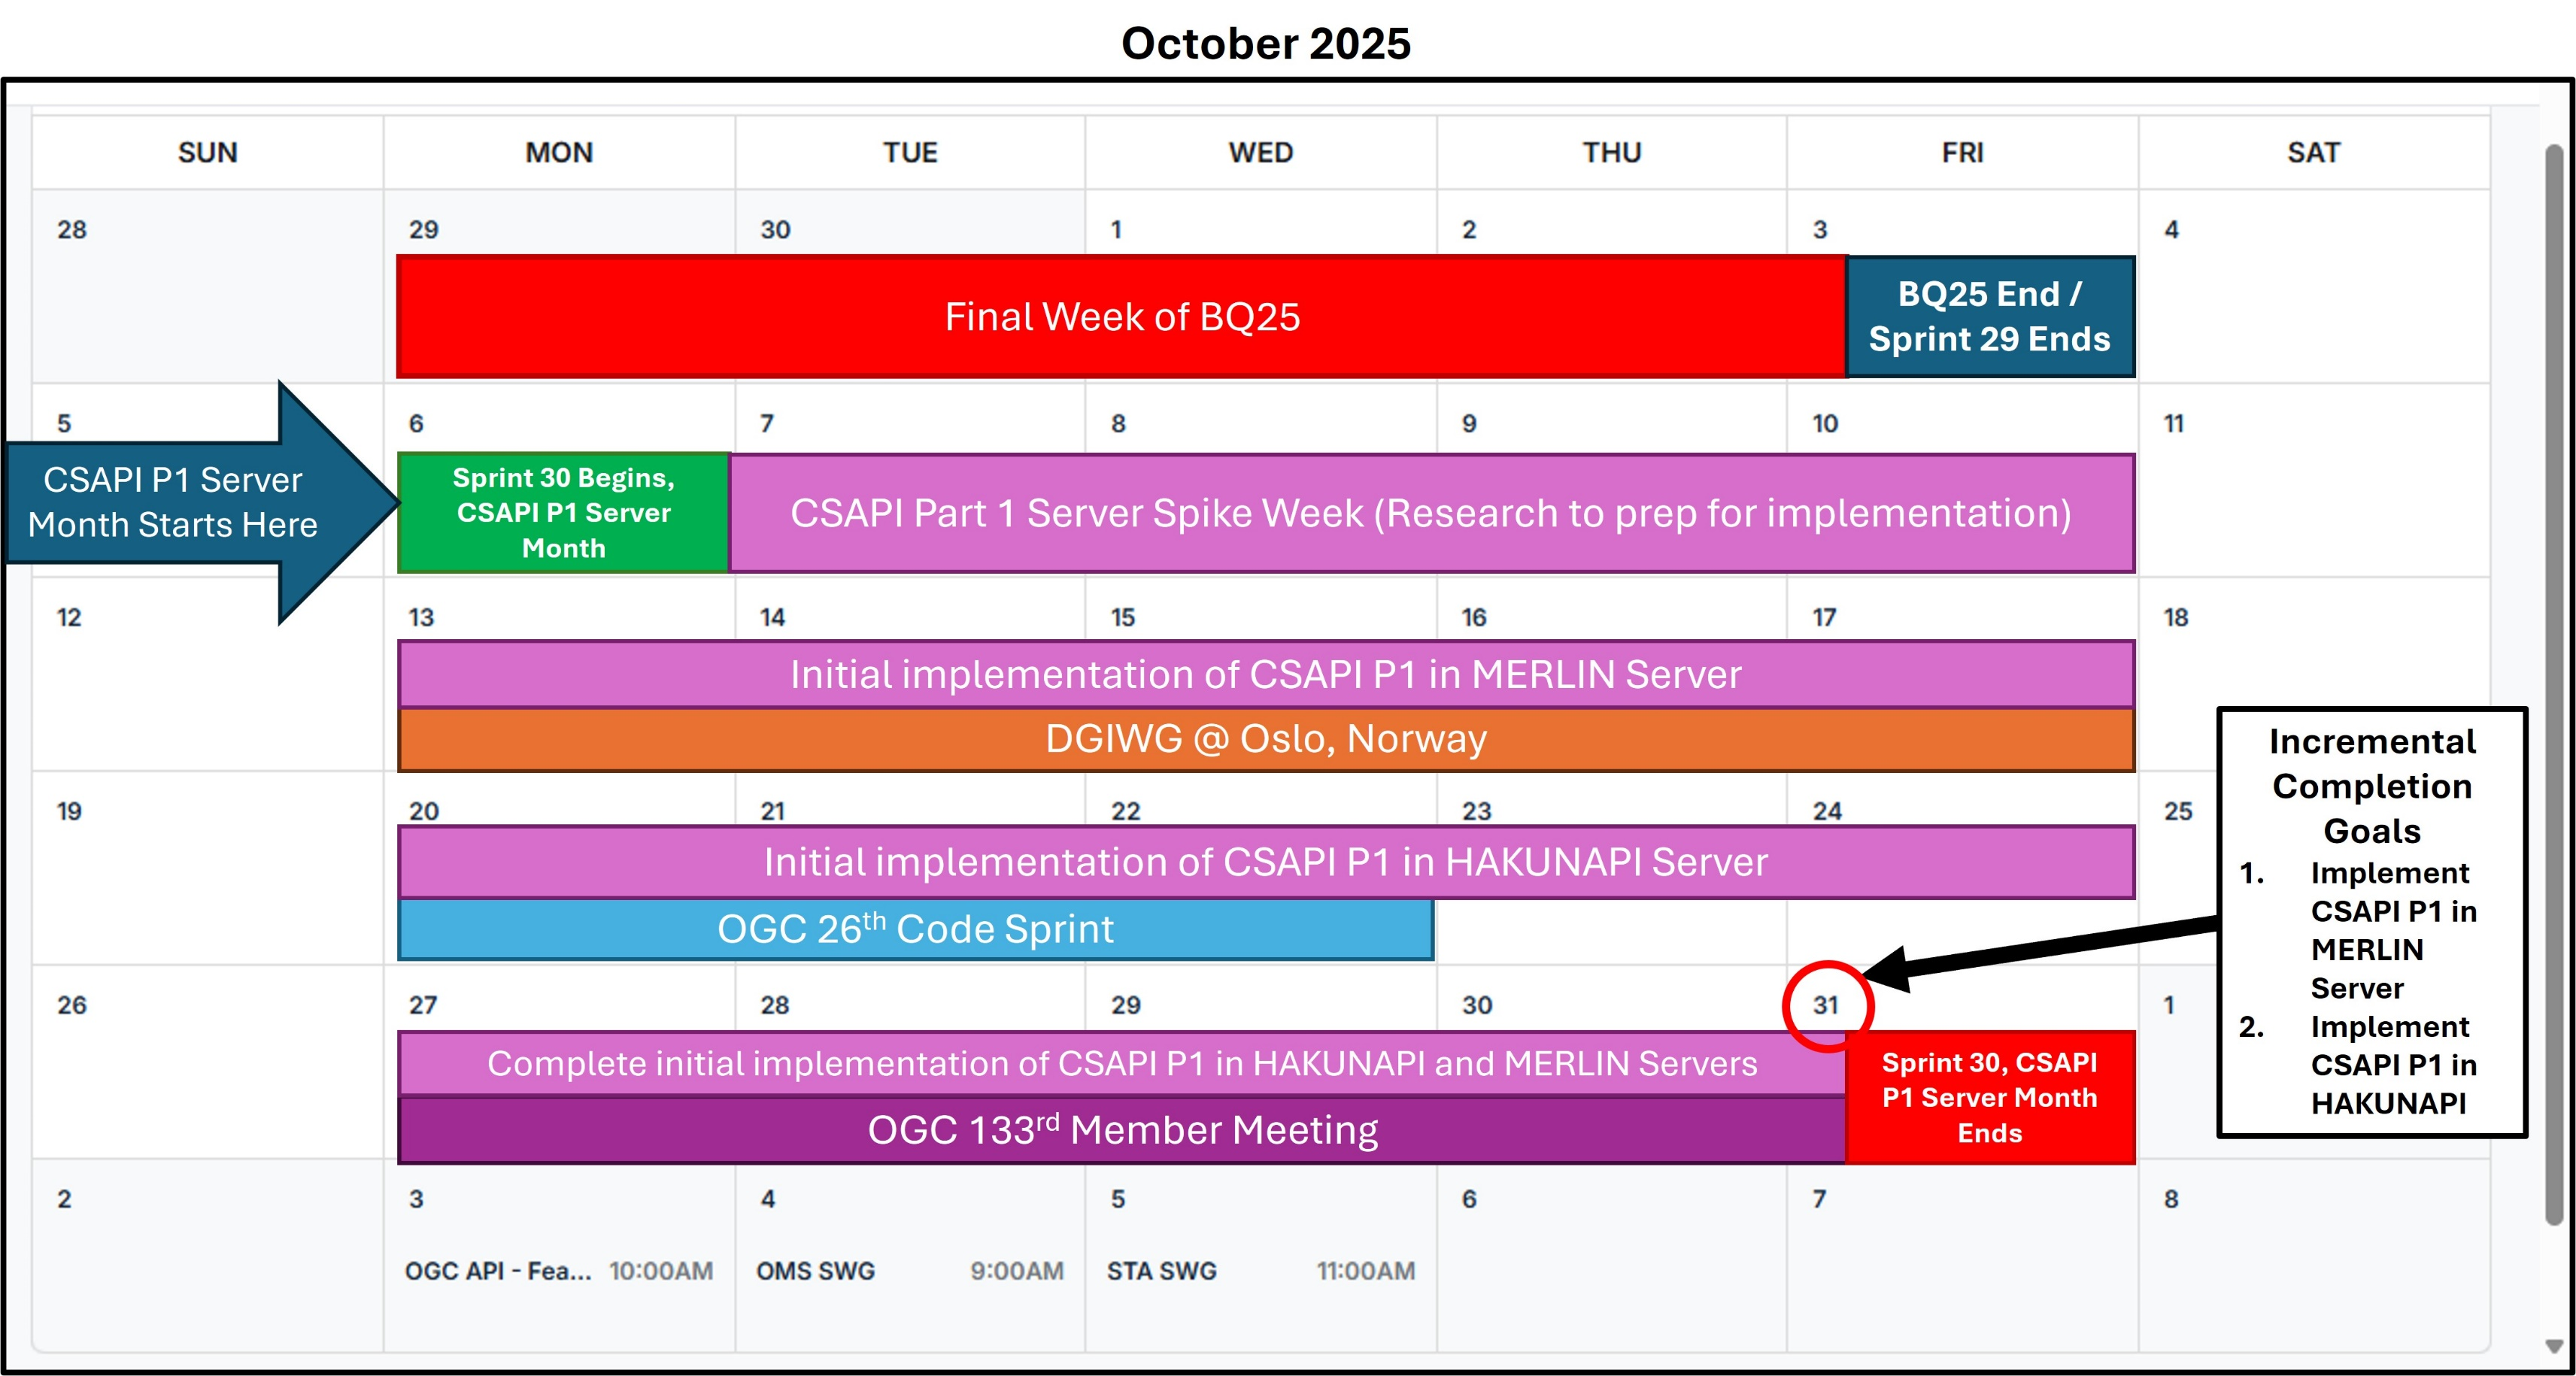 October 2025
SUN MON TUE WED THU FRI SAT
28 29 30 1 2 3 4
Final Week of BQ25
BQ25 End /
Sprint 29 Ends
5 6 7 8 9 10 11
CSAPI P1 Server
Month Starts Here
Sprint 30 Begins,
CSAPI P1 Server
Month
CSAPI Part 1 Server Spike Week (Research to prep for implementation)
12 13 14 15 16 17 18
Initial implementation of CSAPI P1 in MERLIN Server
DGIWG @ Oslo, Norway
19 20 21 22 23 24 25
Initial implementation of CSAPI P1 in HAKUNAPI Server
OGC 26th Code Sprint
26 27 28 29 30 31 1
Complete initial implementation of CSAPI P1 in HAKUNAPI and MERLIN Servers
OGC 133rd Member Meeting
Sprint 30, CSAPI
P1 Server Month
Ends
Incremental
Completion
Goals
1. Implement
CSAPI P1 in
MERLIN
Server
2. Implement
CSAPI P1 in
HAKUNAPI
2 3 4 5 6 7 8
OGC API - Fea... 10:00AM
OMS SWG 9:00AM
STA SWG 11:00AM